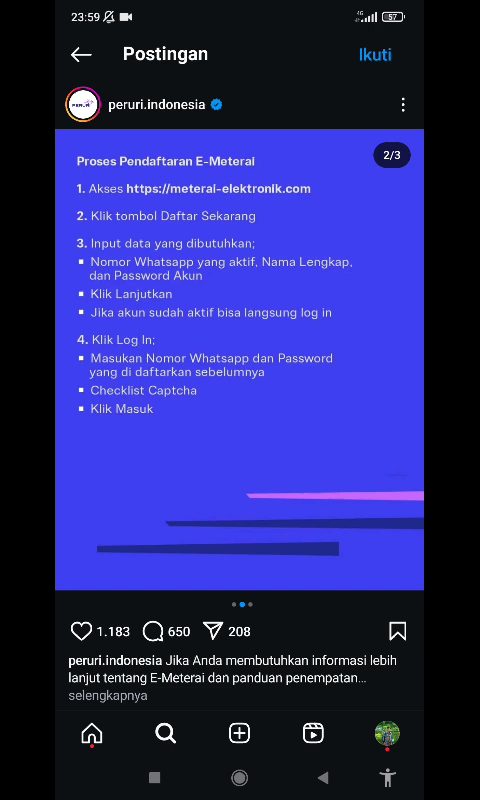 23:59
4G
57
Postingan
Ikuti
PERURI
peruri.indonesia
2/3
Proses Pendaftaran E-Meterai
1. Akses https://meterai-elektronik.com
2. Klik tombol Daftar Sekarang
3. Input data yang dibutuhkan;
▪ Nomor Whatsapp yang aktif, Nama Lengkap,
dan Password Akun
▪ Klik Lanjutkan
▪ Jika akun sudah aktif bisa langsung log in
4. Klik Log In;
▪ Masukan Nomor Whatsapp dan Password
yang di daftarkan sebelumnya
▪ Checklist Captcha
▪ Klik Masuk
1.183 650 208
peruri.indonesia Jika Anda membutuhkan informasi lebih
lanjut tentang E-Meterai dan panduan penempatan...
selengkapnya